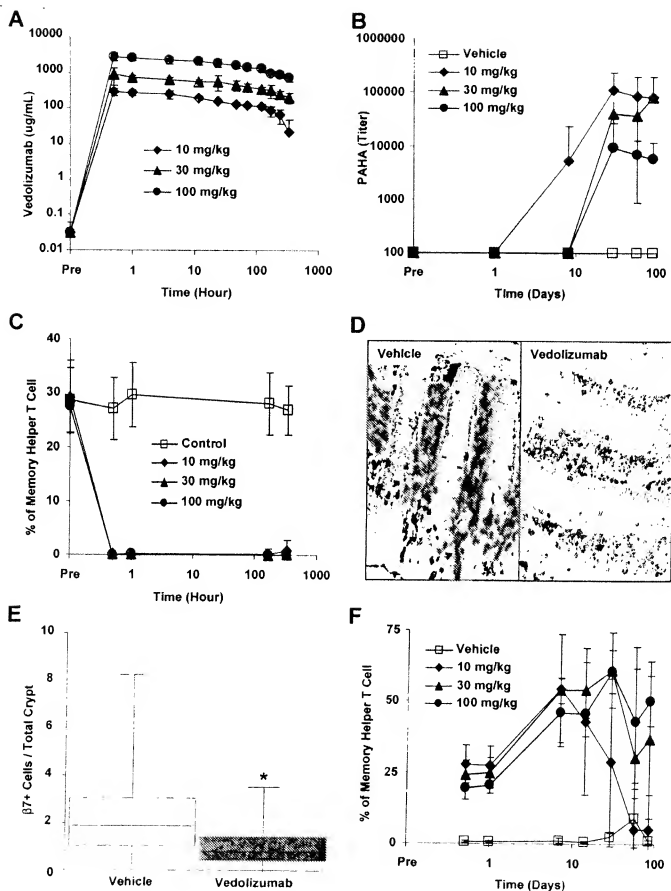 A
Vedolizumab (ug/mL)
10000
1000
100
10
1
0.1
0.01
10 mg/kg
30 mg/kg
100 mg/kg
Pre
1
10
100
1000
Time (Hour)
B
PAHA (Titer)
1000000
100000
10000
1000
100
Vehicle
10 mg/kg
30 mg/kg
100 mg/kg
Pre
1
10
100
Time (Days)
C
% of Memory Helper T Cell
40
30
20
10
0
Control
10 mg/kg
30 mg/kg
100 mg/kg
Pre
1
10
100
1000
Time (Hour)
D
Vehicle
Vedolizumab
E
β7+ Cells / Total Crypt
10
8
6
4
2
0
*
Vehicle
Vedolizumab
F
% of Memory Helper T Cell
75
50
25
0
Vehicle
10 mg/kg
30 mg/kg
100 mg/kg
Pre
1
10
100
Time (Days)